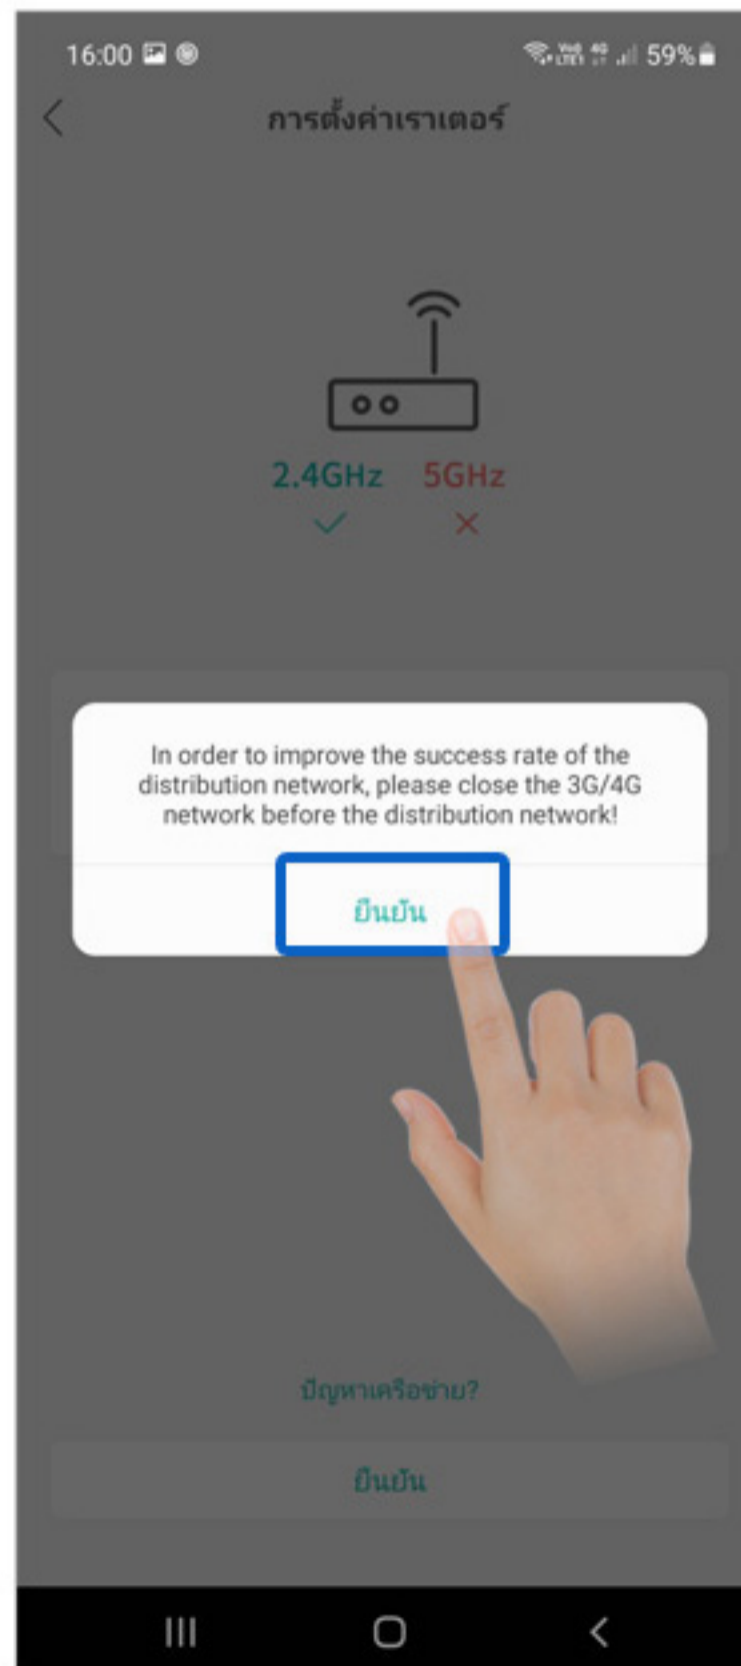 16:00 59%
การตั้งค่าเราเตอร์
2.4GHz 5GHz
In order to improve the success rate of the
distribution network, please close the 3G/4G
network before the distribution network!
ยืนยัน
ปัญหาเครือข่าย?
ยืนยัน